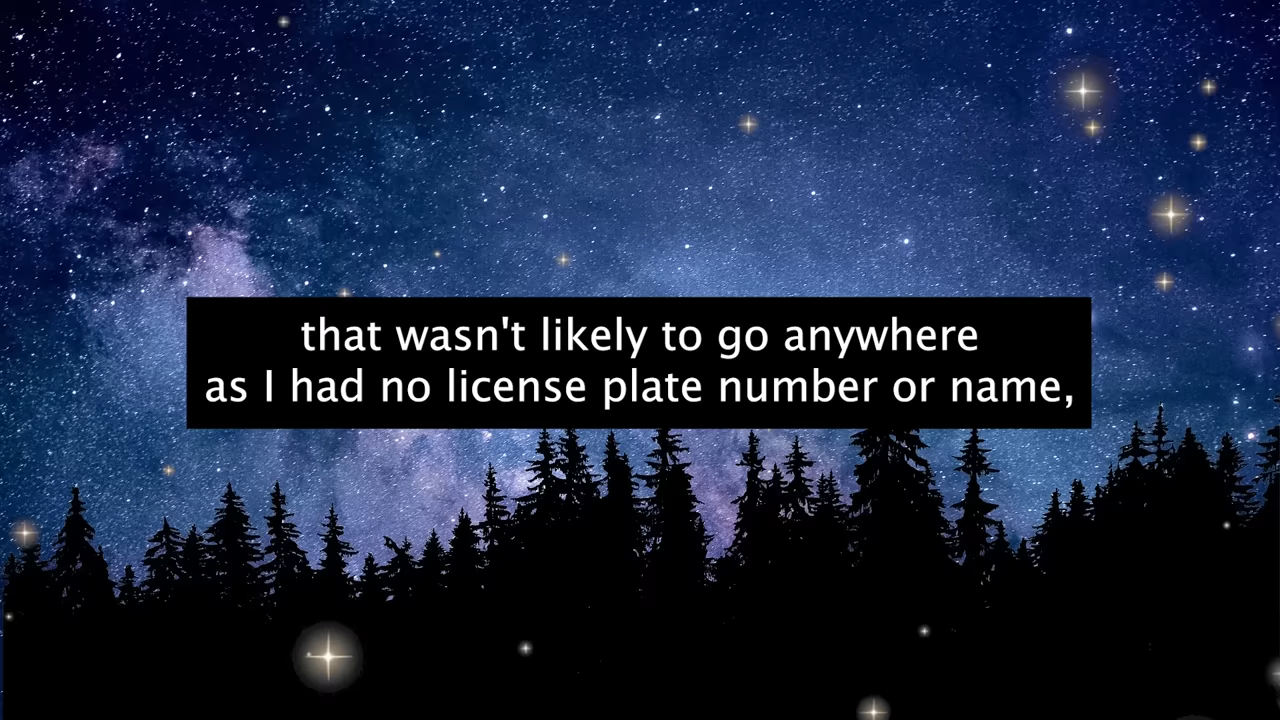 that wasn't likely to go anywhere
as I had no license plate number or name,